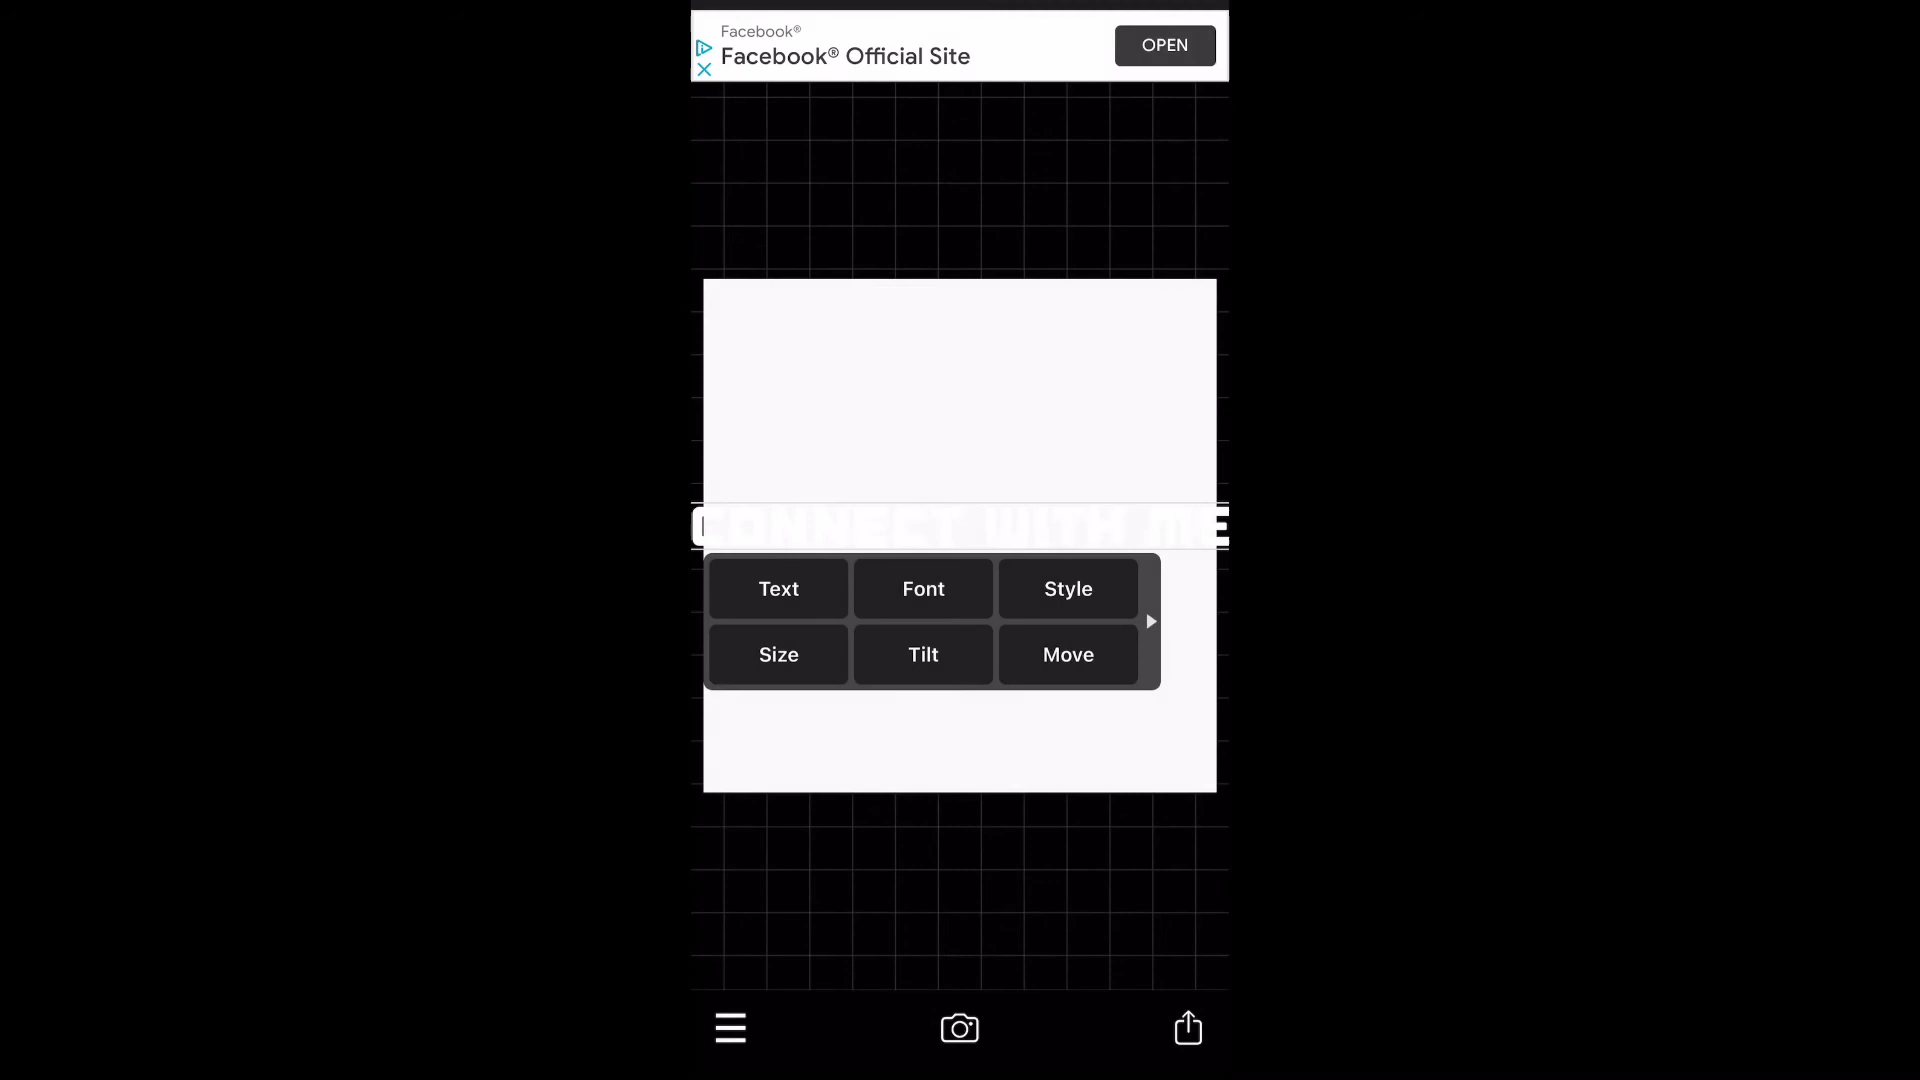 Facebook®
Facebook® Official Site
OPEN
CONNECT WITH ME
Text Font Style
Size Tilt Move